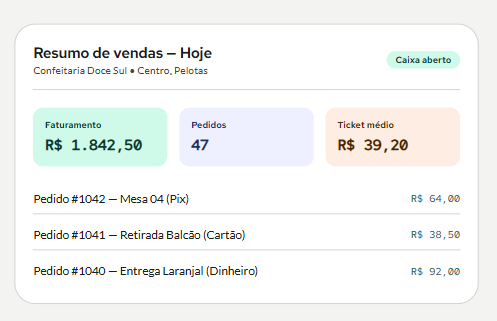 Resumo de vendas — Hoje
Confeitaria Doce Sul • Centro, Pelotas
Caixa aberto
Faturamento
R$ 1.842,50
Pedidos
47
Ticket médio
R$ 39,20
Pedido #1042 — Mesa 04 (Pix) R$ 64,00
Pedido #1041 — Retirada Balcão (Cartão) R$ 38,50
Pedido #1040 — Entrega Laranjal (Dinheiro) R$ 92,00